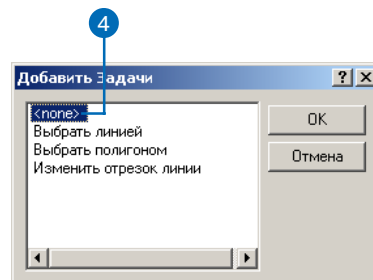 4
Добавить Задачи
<none>
Выбрать линией
Выбрать полигоном
Изменить отрезок линии
OK
Отмена